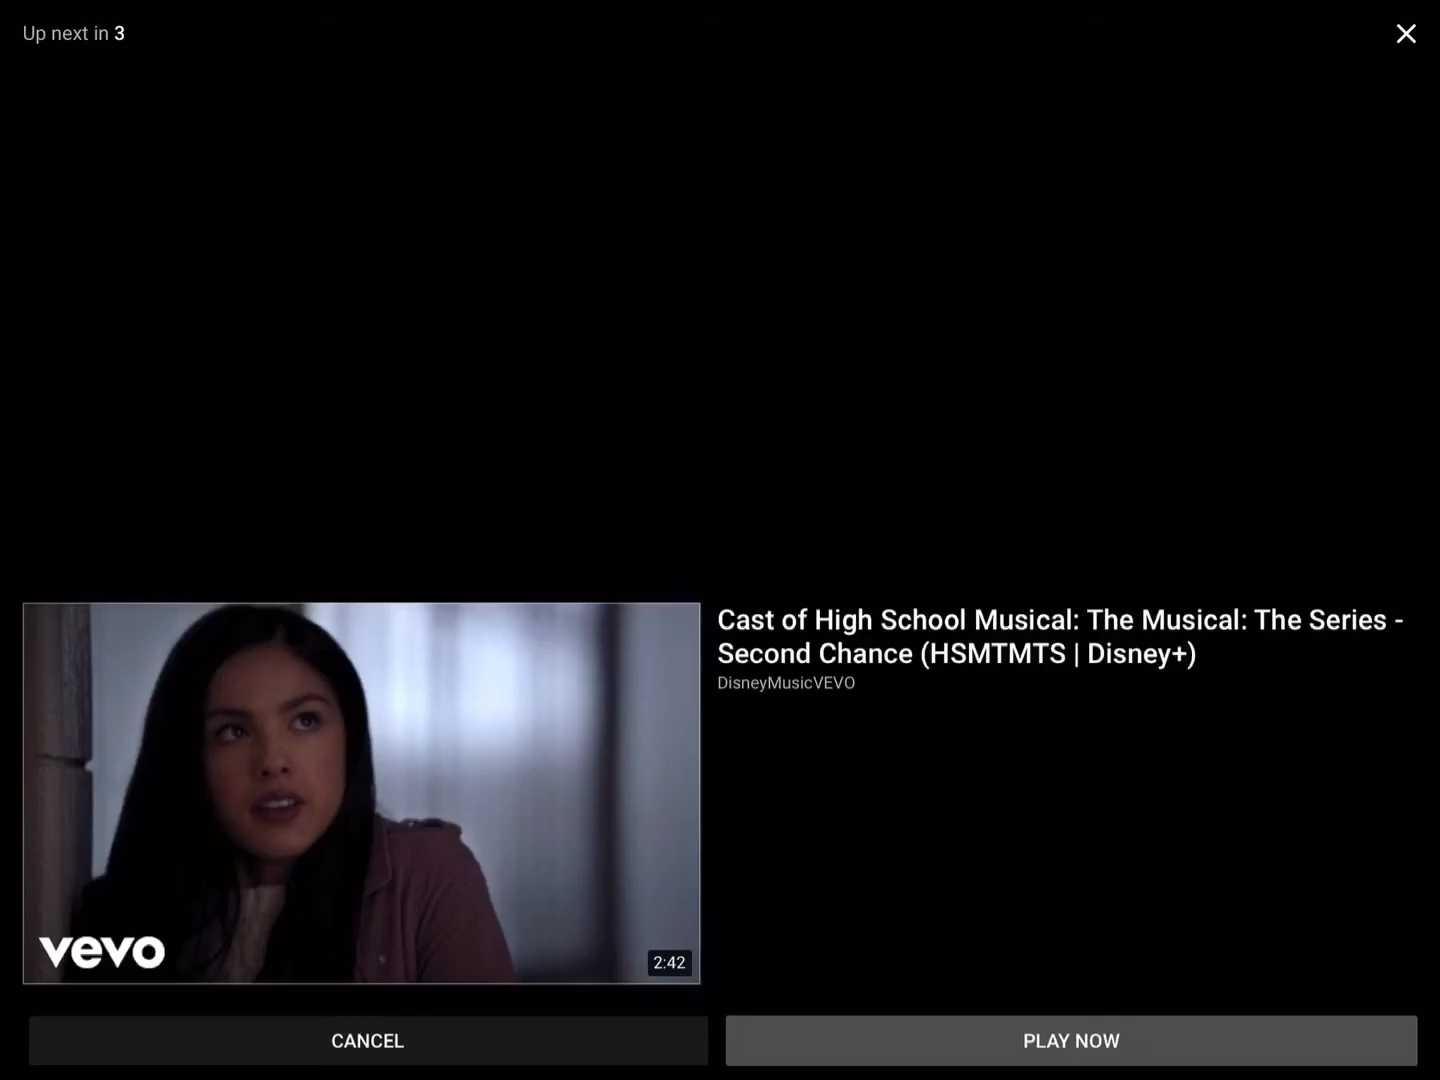 Up next in 3
Cast of High School Musical: The Musical: The Series -
Second Chance (HSMTMTS | Disney+)
DisneyMusicVEVO
vevo
2:42
CANCEL
PLAY NOW